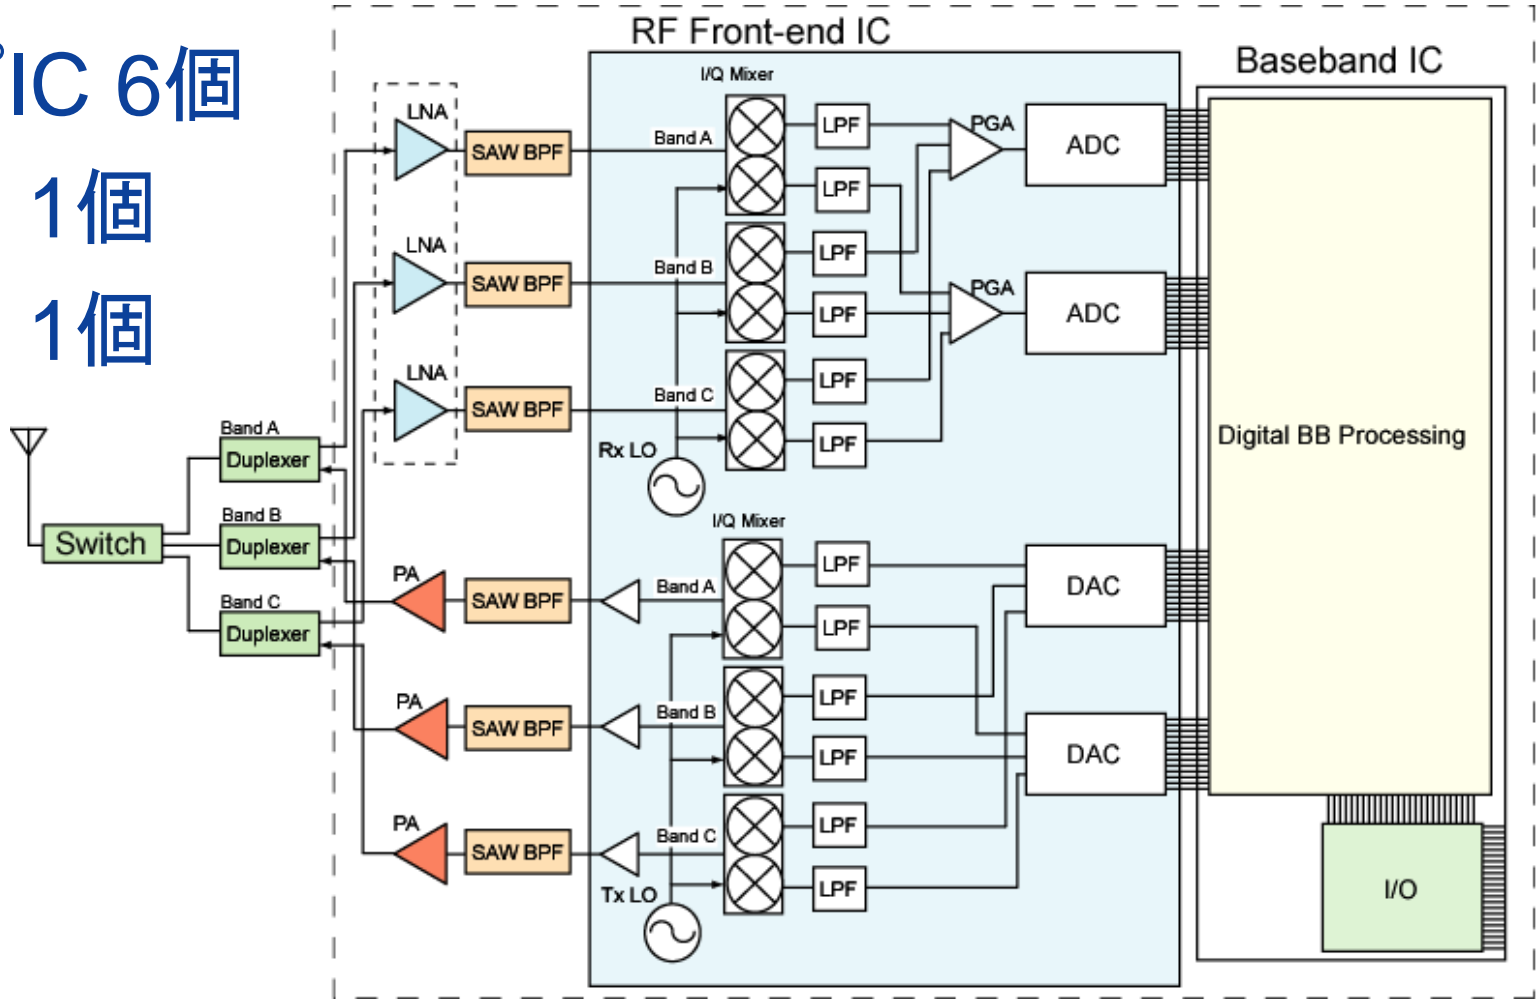 IC 6個
1個
1個
RF Front-end IC
Baseband IC
I/Q Mixer
LNA
SAW BPF
Band A
LPF
LPF
PGA
ADC
LNA
SAW BPF
Band B
LPF
LPF
PGA
ADC
LNA
SAW BPF
Band C
LPF
LPF
Rx LO
Digital BB Processing
Band A
Duplexer
Band B
Duplexer
Band C
Duplexer
Switch
I/Q Mixer
PA
SAW BPF
Band A
LPF
LPF
DAC
PA
SAW BPF
Band B
LPF
LPF
DAC
PA
SAW BPF
Band C
LPF
LPF
Tx LO
I/O